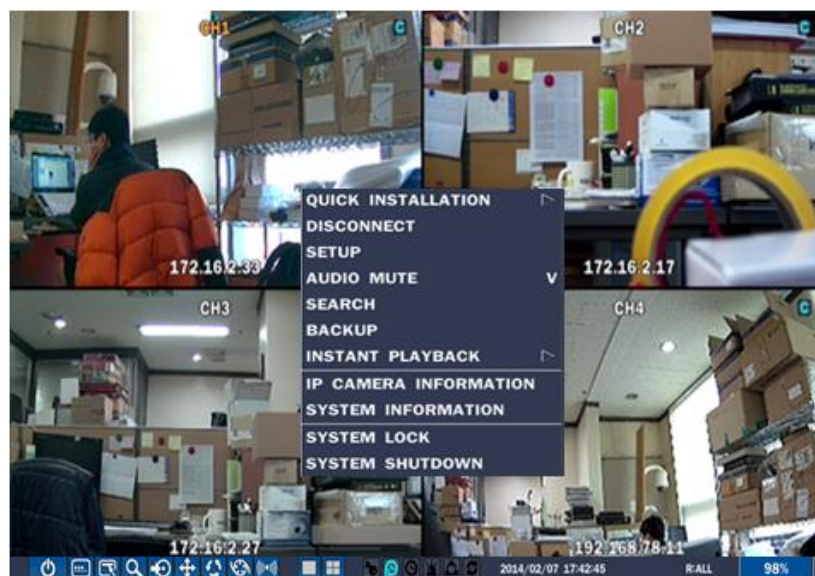 CH1
C
CH2
C
172.16.2.33
172.16.2.17
QUICK INSTALLATION
DISCONNECT
SETUP
AUDIO MUTE V
SEARCH
BACKUP
INSTANT PLAYBACK
IP CAMERA INFORMATION
SYSTEM INFORMATION
SYSTEM LOCK
SYSTEM SHUTDOWN
CH3
CH4
C
172.16.2.27
192.168.78.11
2014/02/07 17:42:45
R:ALL
98%